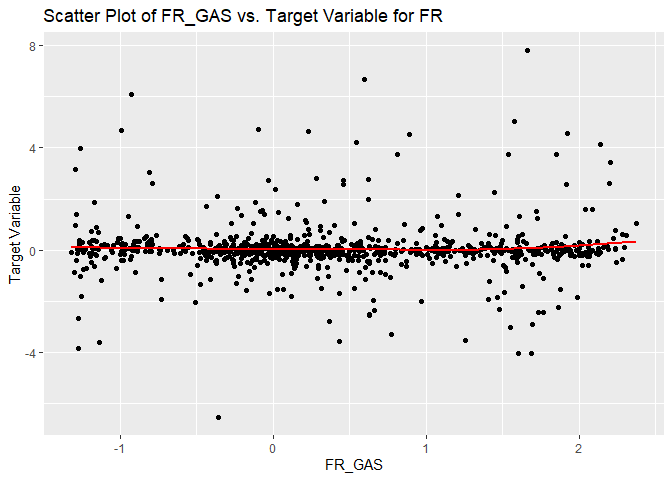 Scatter Plot of FR_GAS vs. Target Variable for FR
8
4
0
-4
Target Variable
-1
0
1
2
FR_GAS